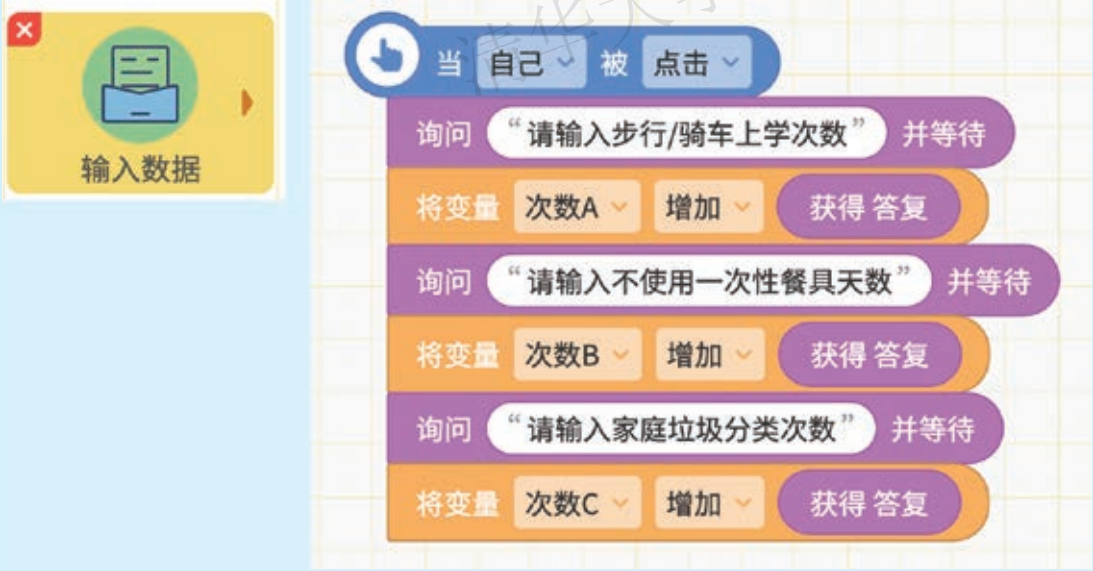 输入数据
当 自己 被 点击
询问 “请输入步行/骑车上学次数” 并等待
将变量 次数A 增加 获得 答复
询问 “请输入不使用一次性餐具天数” 并等待
将变量 次数B 增加 获得 答复
询问 “请输入家庭垃圾分类次数” 并等待
将变量 次数C 增加 获得 答复